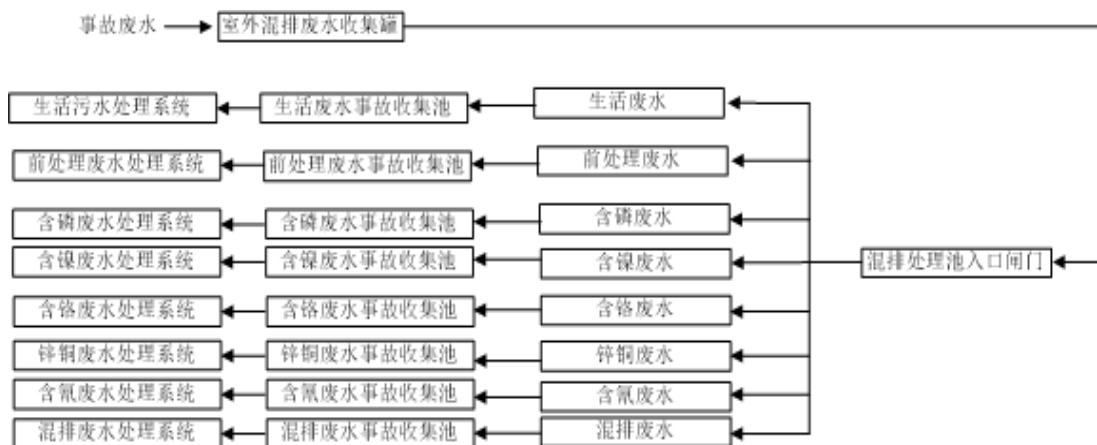 事故废水 室外混排废水收集罐
生活污水处理系统 生活废水事故收集池 生活废水
前处理废水处理系统 前处理废水事故收集池 前处理废水
含磷废水处理系统 含磷废水事故收集池 含磷废水
含镍废水处理系统 含镍废水事故收集池 含镍废水 混排处理池入口闸门
含铬废水处理系统 含铬废水事故收集池 含铬废水
锌铜废水处理系统 锌铜废水事故收集池 锌铜废水
含氰废水处理系统 含氰废水事故收集池 含氰废水
混排废水处理系统 混排废水事故收集池 混排废水